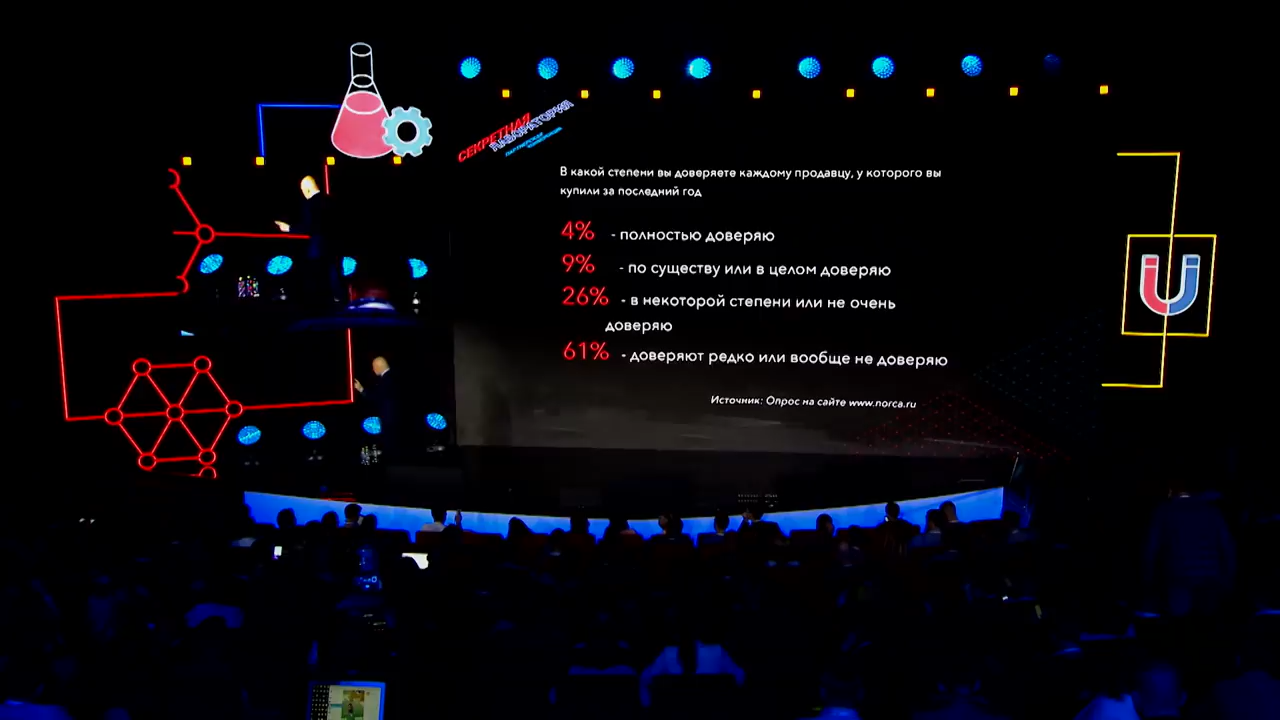 СЕКРЕТНАЯ
ЛАБОРАТОРИЯ
ПАРТНЕРСКАЯ
КОНФЕРЕНЦИЯ
В какой степени вы доверяете каждому продавцу, у которого вы
купили за последний год
4% - полностью доверяю
9% - по существу или в целом доверяю
26% - в некоторой степени или не очень
доверяю
61% - доверяют редко или вообще не доверяю
Источник: Опрос на сайте www.norca.ru